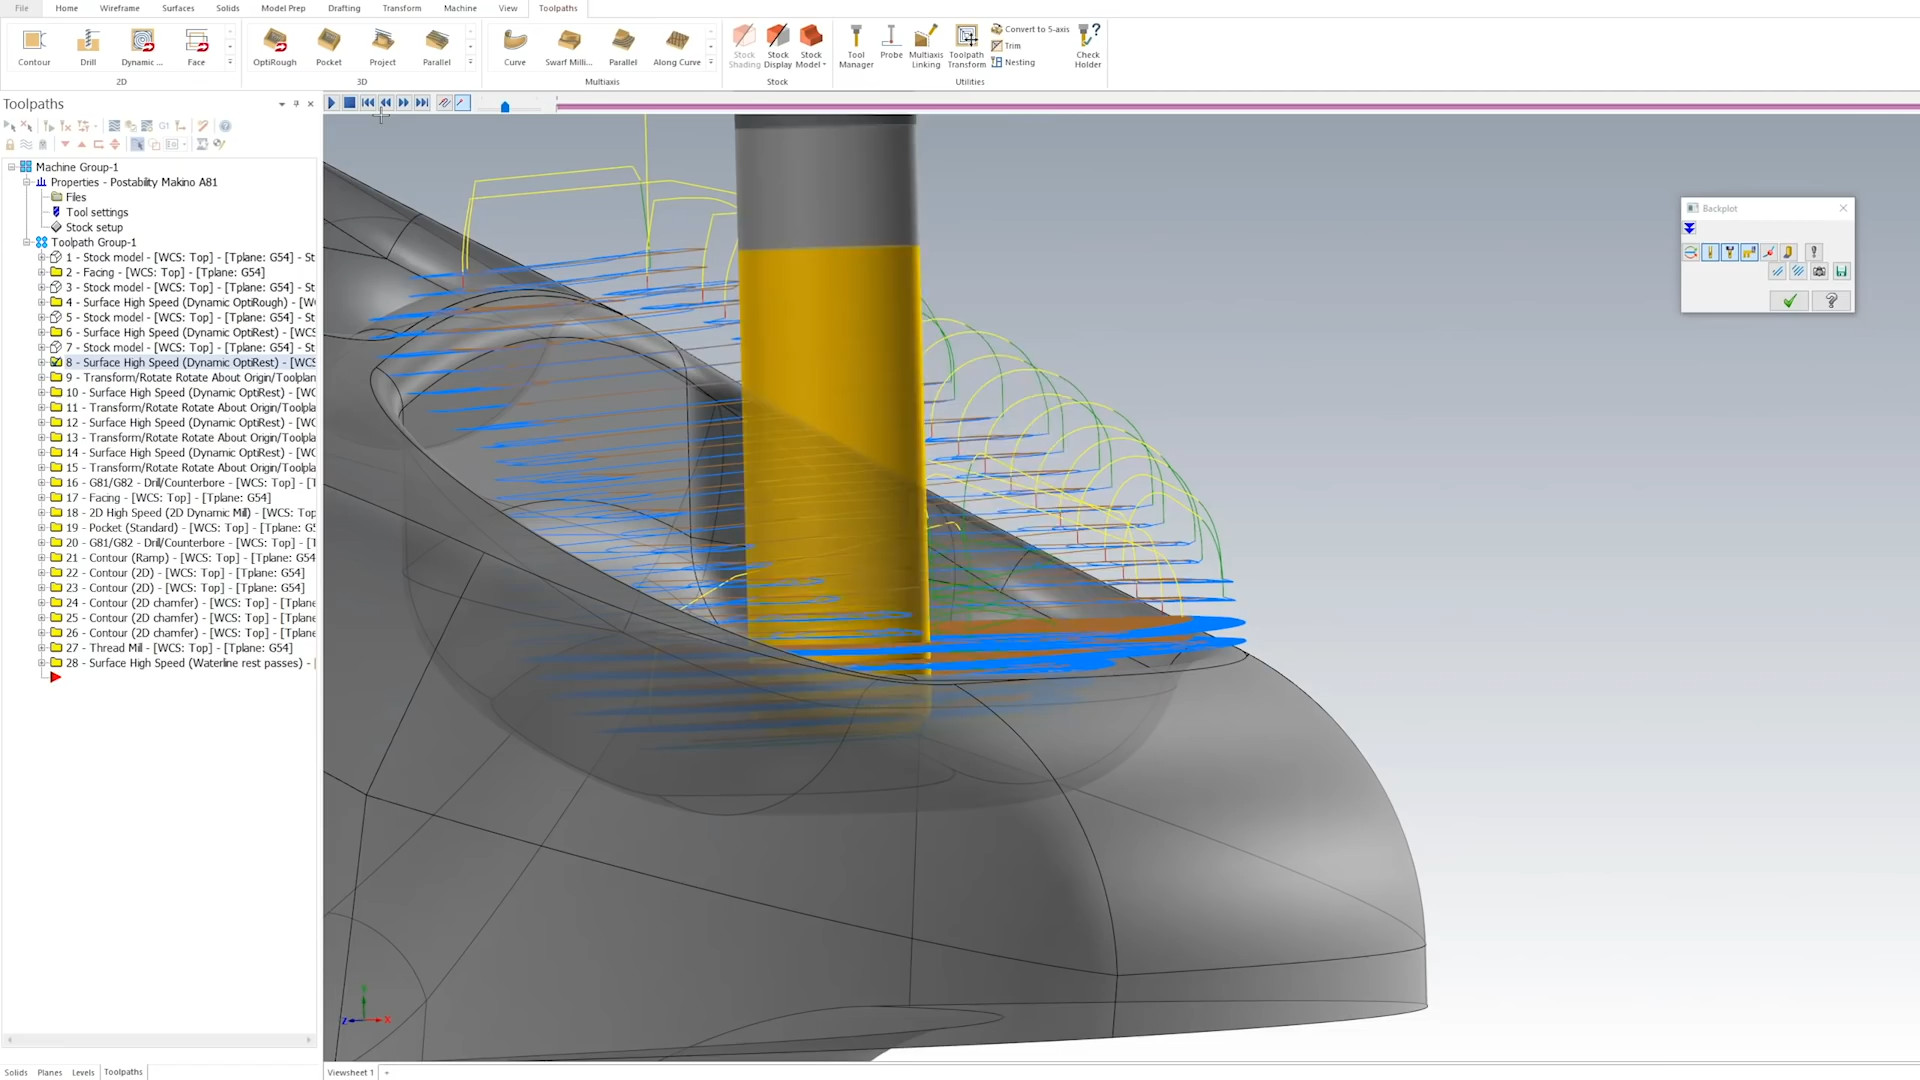 File Home Wireframe Surfaces Solids Model Prep Drafting Transform Machine View Toolpaths
Contour Drill Dynamic ... Face OptiRough Pocket Project Parallel Curve Swarf Milli... Parallel Along Curve Stock Shading Stock Display Stock Model Tool Manager Probe Multiaxis Linking Toolpath Transform Convert to 5-axis Trim Nesting Check Holder
2D 3D Multiaxis Stock Utilities
Toolpaths
Machine Group-1
Properties - Postability Makino A81
Files
Tool settings
Stock setup
Toolpath Group-1
1 - Stock model - [WCS: Top] - [Tplane: G54] - St
2 - Facing - [WCS: Top] - [Tplane: G54]
3 - Stock model - [WCS: Top] - [Tplane: G54] - St
4 - Surface High Speed (Dynamic OptiRough) - [W
5 - Stock model - [WCS: Top] - [Tplane: G54] - St
6 - Surface High Speed (Dynamic OptiRest) - [WCS
7 - Stock model - [WCS: Top] - [Tplane: G54] - St
8 - Surface High Speed (Dynamic OptiRest) - [WCS
9 - Transform/Rotate Rotate About Origin/Toolplan
10 - Surface High Speed (Dynamic OptiRest) - [WC
11 - Transform/Rotate Rotate About Origin/Toolpla
12 - Surface High Speed (Dynamic OptiRest) - [WC
13 - Transform/Rotate Rotate About Origin/Toolpla
14 - Surface High Speed (Dynamic OptiRest) - [WC
15 - Transform/Rotate Rotate About Origin/Toolpla
16 - G81/G82 - Drill/Counterbore - [WCS: Top] - [T
17 - Facing - [WCS: Top] - [Tplane: G54]
18 - 2D High Speed (2D Dynamic Mill) - [WCS: Top]
19 - Pocket (Standard) - [WCS: Top] - [Tplane: G5
20 - G81/G82 - Drill/Counterbore - [WCS: Top] - [T
21 - Contour (Ramp) - [WCS: Top] - [Tplane: G54
22 - Contour (2D) - [WCS: Top] - [Tplane: G54]
23 - Contour (2D) - [WCS: Top] - [Tplane: G54]
24 - Contour (2D chamfer) - [WCS: Top] - [Tplane
25 - Contour (2D chamfer) - [WCS: Top] - [Tplane
26 - Contour (2D chamfer) - [WCS: Top] - [Tplane
27 - Thread Mill - [WCS: Top] - [Tplane: G54]
28 - Surface High Speed (Waterline rest passes) -
Backplot
Z X
Solids Planes Levels Toolpaths
Viewsheet 1 +